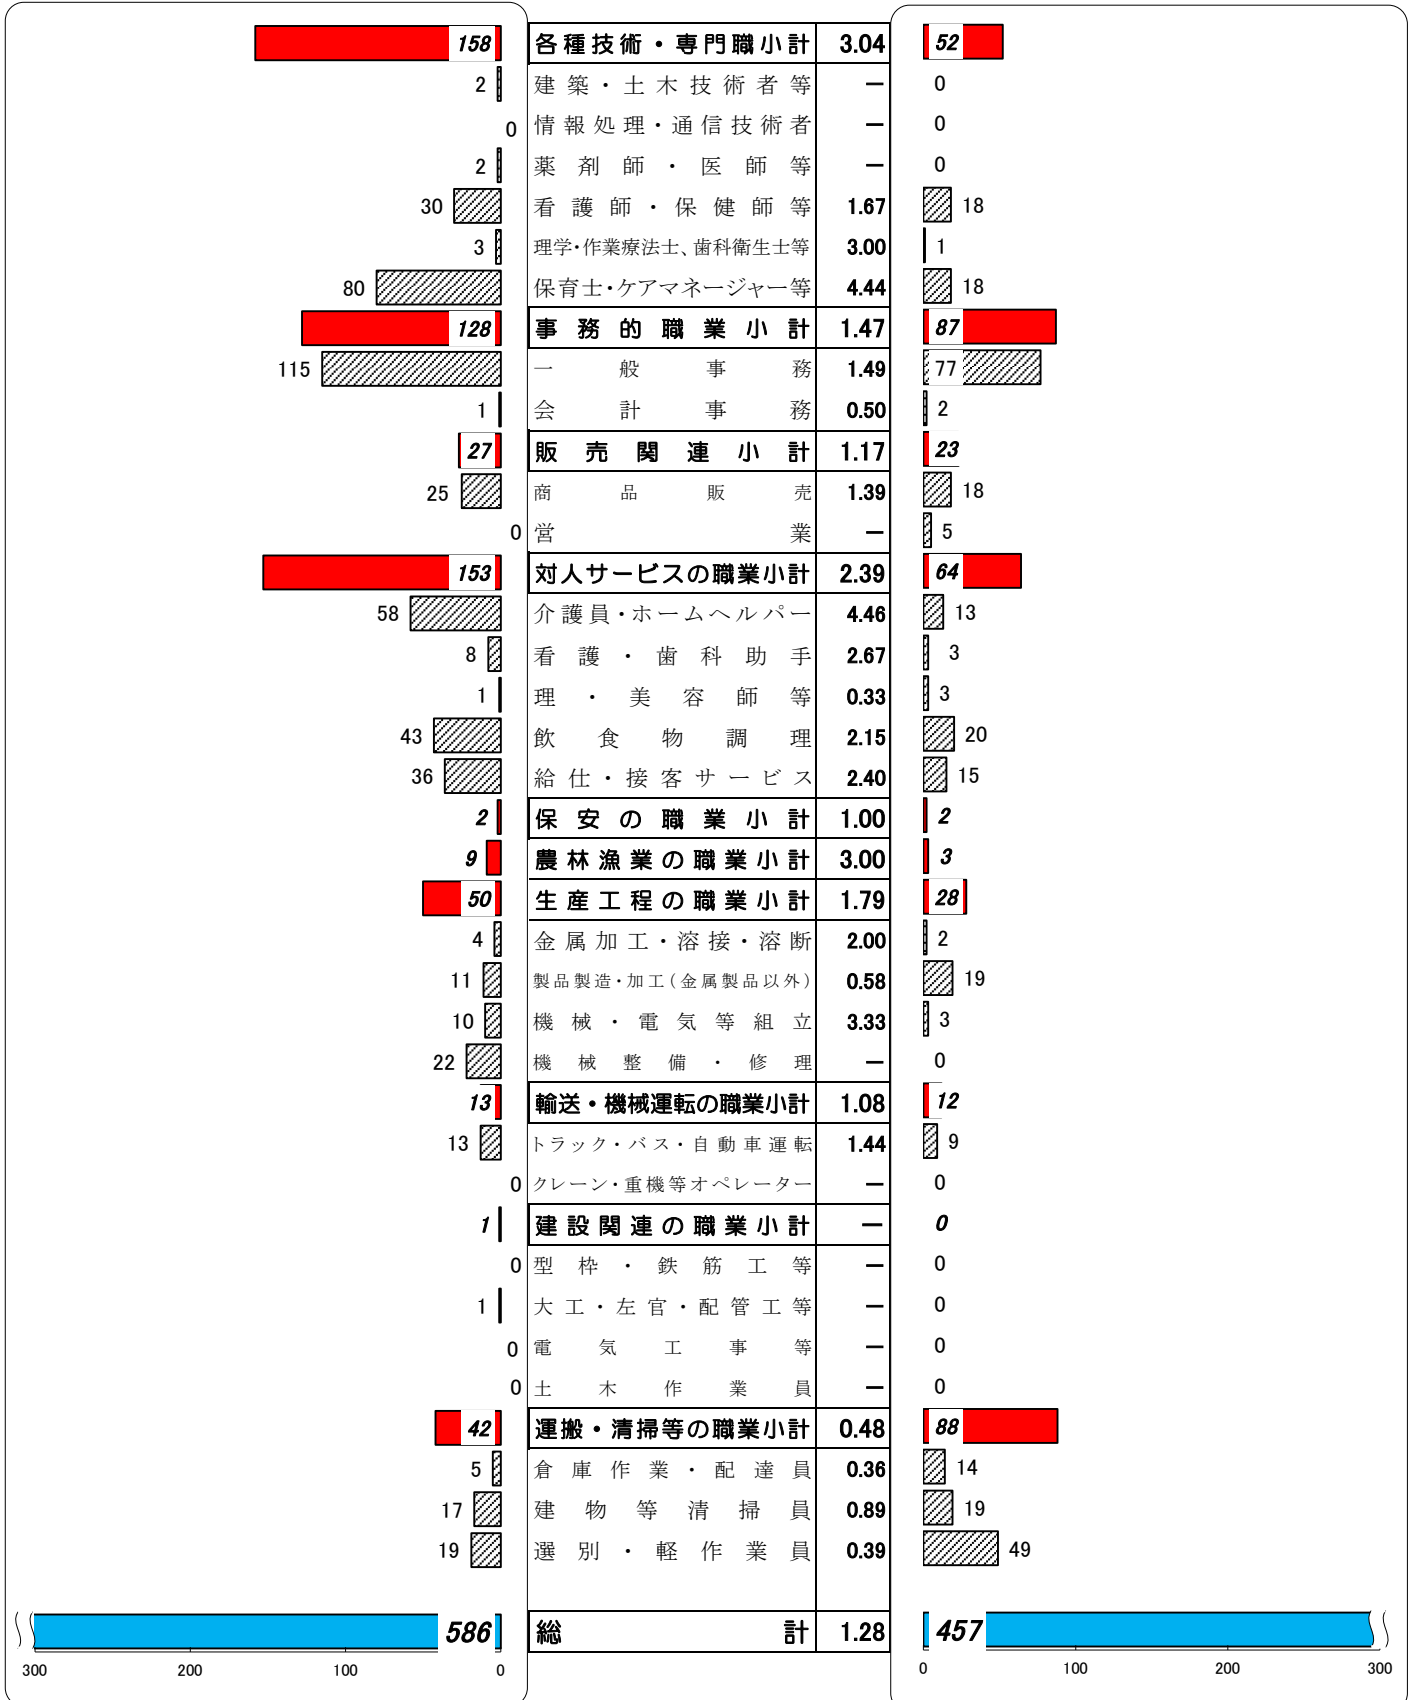 158 各種技術・専門職小計 3.04 52
2 建築・土木技術者等 － 0
0 情報処理・通信技術者 － 0
2 薬剤師・医師等 － 0
30 看護師・保健師等 1.67 18
3 理学・作業療法士、歯科衛生士等 3.00 1
80 保育士・ケアマネージャー等 4.44 18
128 事務的職業小計 1.47 87
115 一般事務 1.49 77
1 会計事務 0.50 2
27 販売関連小計 1.17 23
25 商品販売 1.39 18
0 営業 － 5
153 対人サービスの職業小計 2.39 64
58 介護員・ホームヘルパー 4.46 13
8 看護・歯科助手 2.67 3
1 理・美容師等 0.33 3
43 飲食物調理 2.15 20
36 給仕・接客サービス 2.40 15
2 保安の職業小計 1.00 2
9 農林漁業の職業小計 3.00 3
50 生産工程の職業小計 1.79 28
4 金属加工・溶接・溶断 2.00 2
11 製品製造・加工(金属製品以外) 0.58 19
10 機械・電気等組立 3.33 3
22 機械整備・修理 － 0
13 輸送・機械運転の職業小計 1.08 12
13 トラック・バス・自動車運転 1.44 9
0 クレーン・重機等オペレーター － 0
1 建設関連の職業小計 － 0
0 型枠・鉄筋工等 － 0
1 大工・左官・配管工等 － 0
0 電気工事等 － 0
0 土木作業員 － 0
42 運搬・清掃等の職業小計 0.48 88
5 倉庫作業・配達員 0.36 14
17 建物等清掃員 0.89 19
19 選別・軽作業員 0.39 49
586 総計 1.28 457
300 200 100 0 0 100 200 300